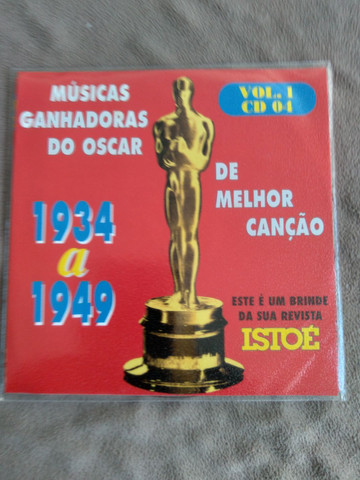 MÚSICAS
GANHADORAS
DO OSCAR
VOL. 1
CD 04
DE
MELHOR
CANÇÃO
1934
a
1949
ESTE É UM BRINDE
DA SUA REVISTA
ISTOÉ